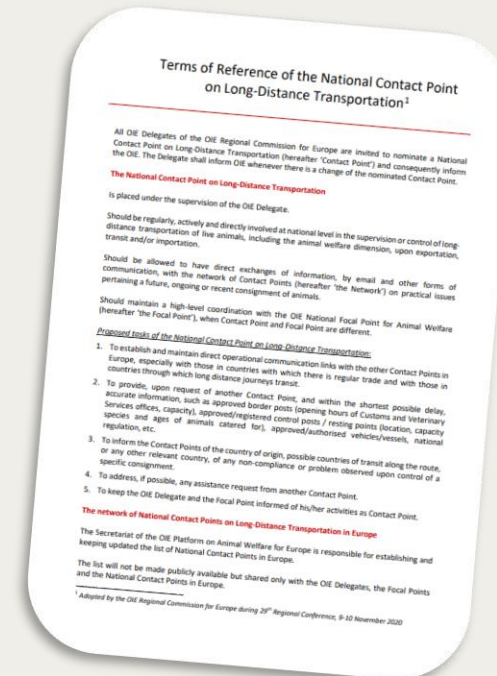 Terms of Reference of the National Contact Point
on Long-Distance Transportation¹
All OIE Delegates of the OIE Regional Commission for Europe are invited to nominate a National
Contact Point on Long-Distance Transportation (hereafter 'Contact Point') and consequently inform
the OIE. The Delegate shall inform OIE whenever there is a change of the nominated Contact Point.
The National Contact Point on Long-Distance Transportation
Is placed under the supervision of the OIE Delegate.
Should be regularly, actively and directly involved at national level in the supervision or control of long-
distance transportation of live animals, including the animal welfare dimension, upon exportation,
transit and/or importation.
Should be allowed to have direct exchanges of information, by email and other forms of
communication, with the network of Contact Points (hereafter 'the Network') on practical issues
pertaining a future, ongoing or recent consignment of animals.
Should maintain a high-level coordination with the OIE National Focal Point for Animal Welfare
(hereafter 'the Focal Point'), when Contact Point and Focal Point are different.
Proposed tasks of the National Contact Point on Long-Distance Transportation:
1. To establish and maintain direct operational communication links with the other Contact Points in
Europe, especially with those in countries with which there is regular trade and with those in
countries through which long distance journeys transit.
2. To provide, upon request of another Contact Point, and within the shortest possible delay,
accurate information, such as approved border posts (opening hours of Customs and Veterinary
Services offices, capacity), approved/registered control posts / resting points (location, capacity
species and ages of animals catered for), approved/authorised vehicles/vessels, national
regulation, etc.
3. To inform the Contact Points of the country of origin, possible countries of transit along the route,
or any other relevant country, of any non-compliance or problem observed upon control of a
specific consignment.
4. To address, if possible, any assistance request from another Contact Point.
5. To keep the OIE Delegate and the Focal Point informed of his/her activities as Contact Point.
The network of National Contact Points on Long-Distance Transportation in Europe
The Secretariat of the OIE Platform on Animal Welfare for Europe is responsible for establishing and
keeping updated the list of National Contact Points in Europe.
The list will not be made publicly available but shared only with the OIE Delegates, the Focal Points
and the National Contact Points in Europe.
¹ Adopted by the OIE Regional Commission for Europe during 29th Regional Conference, 9-10 November 2020